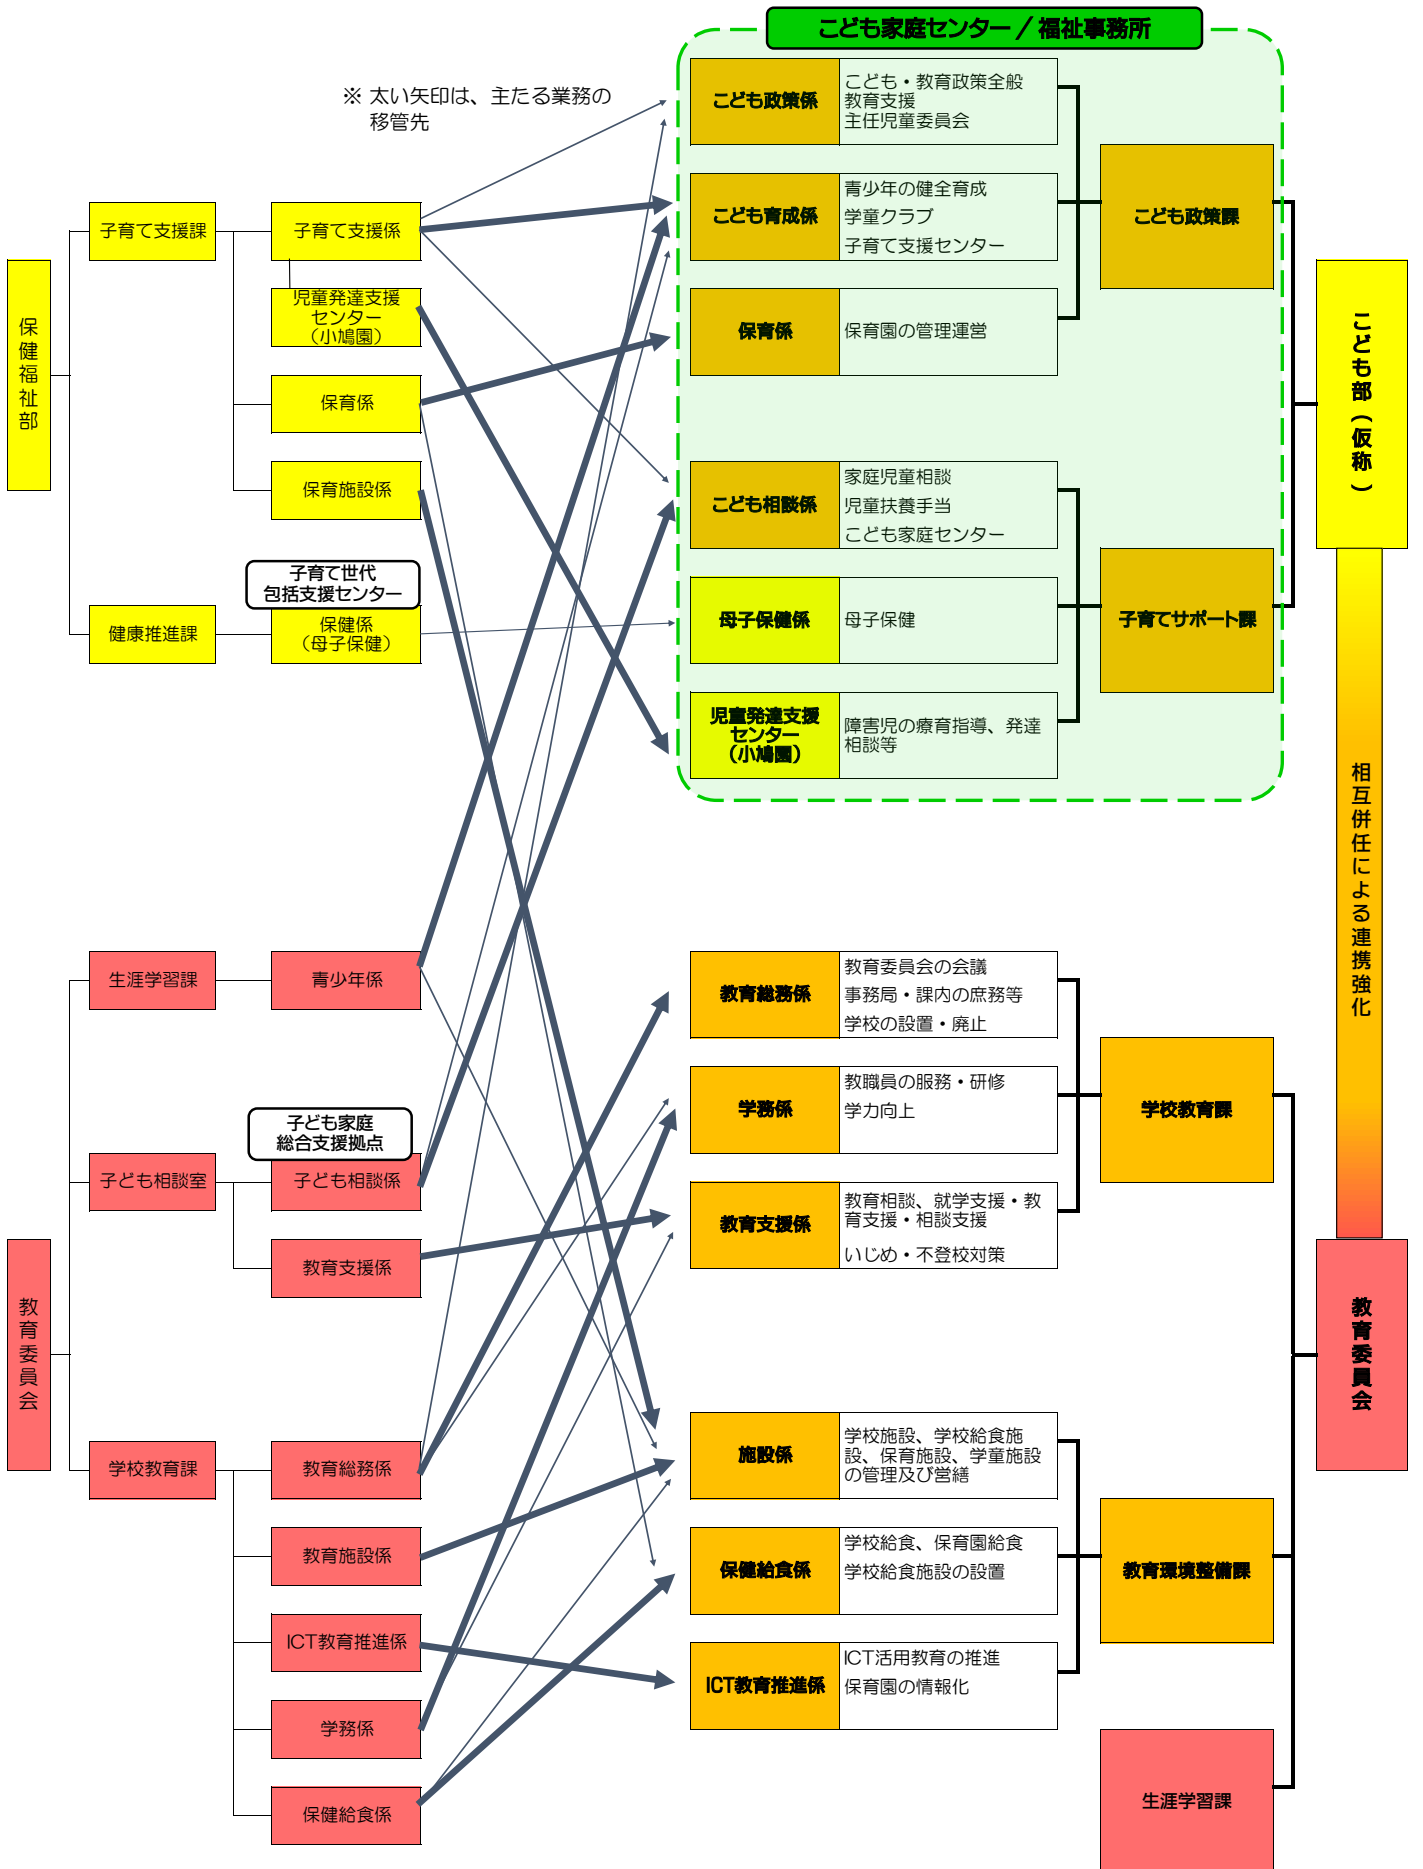 こども家庭センター／福祉事務所
※ 太い矢印は、主たる業務の
移管先
保健福祉部
子育て支援課
子育て支援係
児童発達支援
センター
（小鳩園）
保育係
保育施設係
子育て世代
包括支援センター
健康推進課
保健係
（母子保健）
教育委員会
生涯学習課
青少年係
子ども家庭
総合支援拠点
子ども相談室
子ども相談係
教育支援係
学校教育課
教育総務係
教育施設係
ICT教育推進係
学務係
保健給食係
こども政策係
こども・教育政策全般
教育支援
主任児童委員会
こども育成係
青少年の健全育成
学童クラブ
子育て支援センター
保育係
保育園の管理運営
こども政策課
こども相談係
家庭児童相談
児童扶養手当
こども家庭センター
母子保健係
母子保健
児童発達支援
センター
（小鳩園）
障害児の療育指導、発達
相談等
子育てサポート課
こども部（仮称）
相互併任による連携強化
教育総務係
教育委員会の会議
事務局・課内の庶務等
学校の設置・廃止
学務係
教職員の服務・研修
学力向上
教育支援係
教育相談、就学支援・教
育支援・相談支援
いじめ・不登校対策
学校教育課
施設係
学校施設、学校給食施
設、保育施設、学童施設
の管理及び営繕
保健給食係
学校給食、保育園給食
学校給食施設の設置
ICT教育推進係
ICT活用教育の推進
保育園の情報化
教育環境整備課
生涯学習課
教育委員会